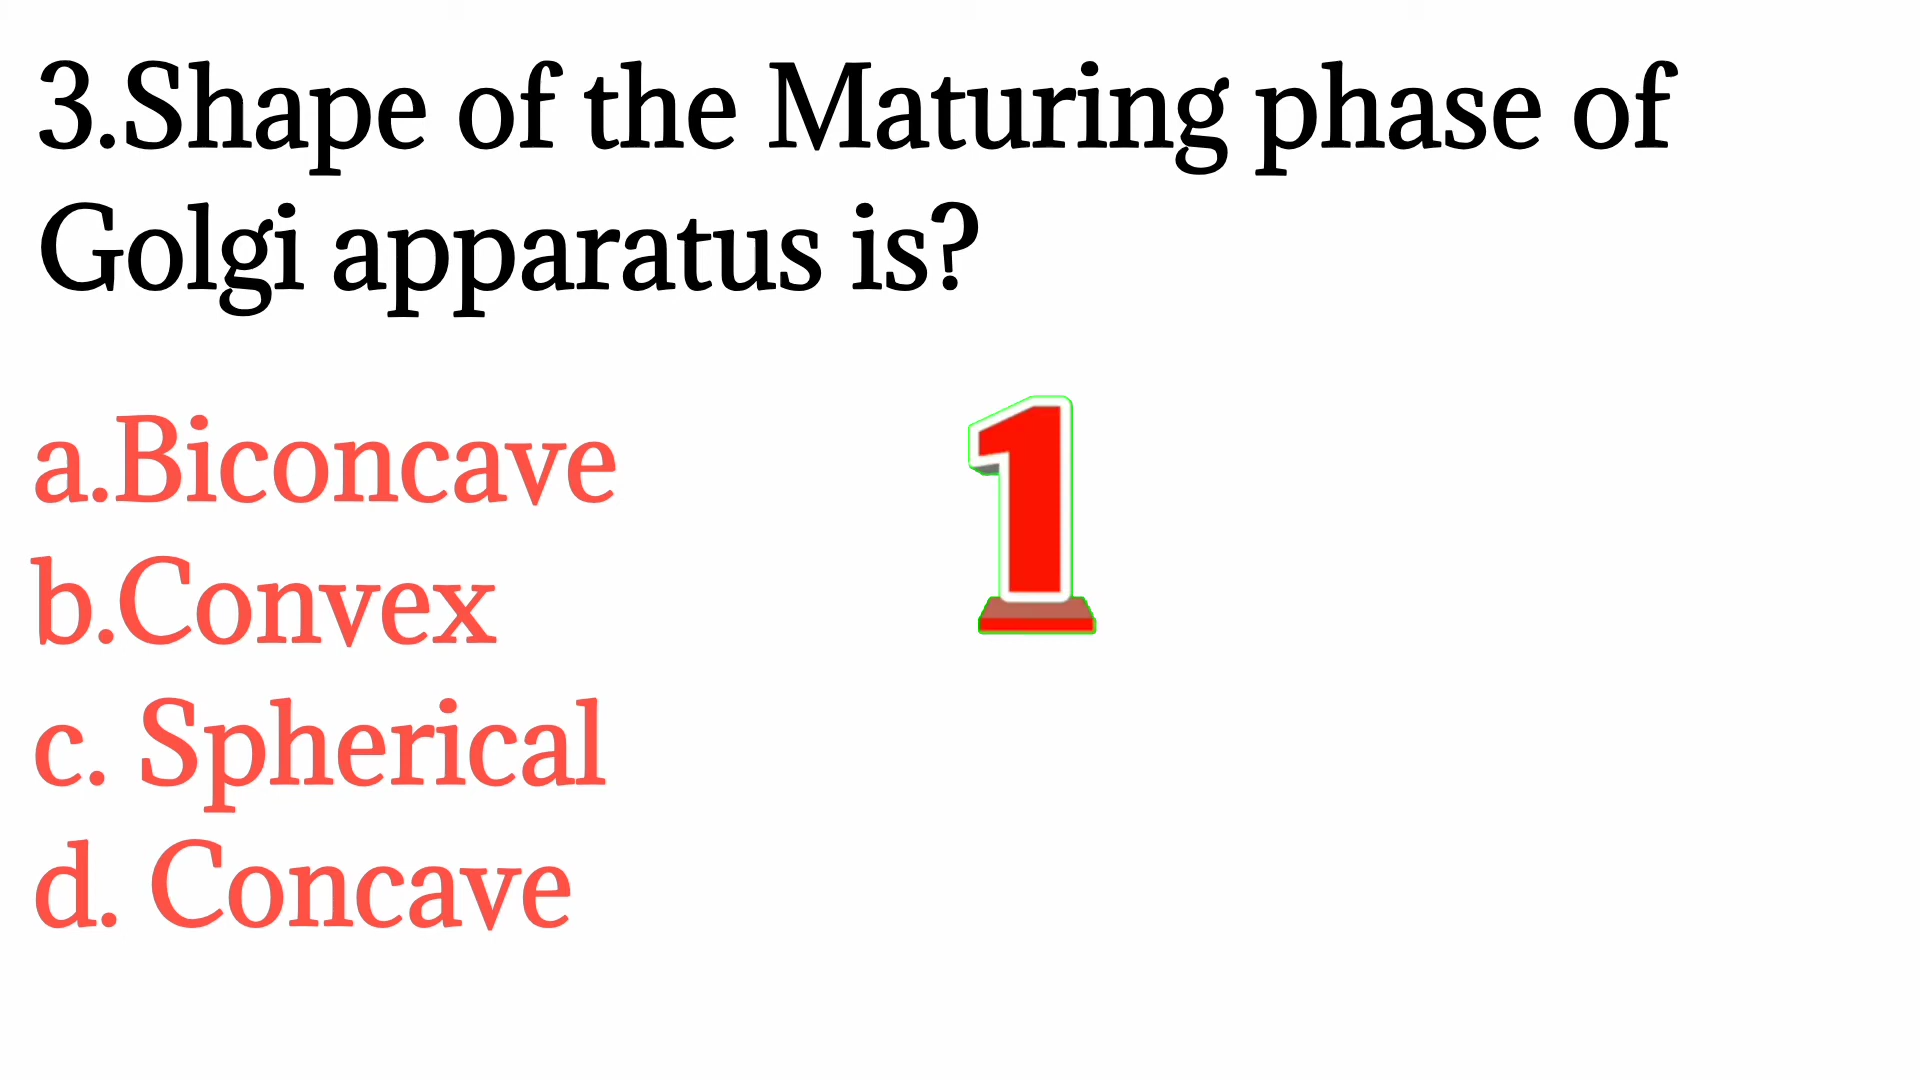 3.Shape of the Maturing phase of
Golgi apparatus is?
a.Biconcave
1
b.Convex
c. Spherical
d. Concave